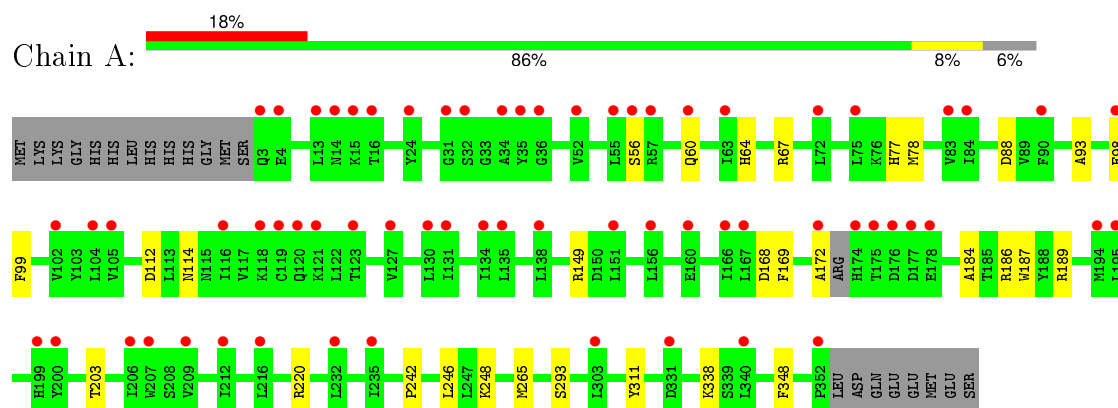 18%
Chain A:
86% 8% 6%
MET LYS LYS GLY HIS HIS LEU HIS HIS HIS HIS GLY MET SER Q3 E4 L13 N14 K15 T16 Y24 G31 S32 G33 A34 Y35 G36 V52 L55 S56 R57 Q60 I63 H64 R67 L72 L75 K76 H77 M78 V83 I84 D88 V89 F90 A93 F98
F99 V102 Y103 L104 V105 D112 L113 N114 N115 I116 V117 K118 C119 Q120 K121 L122 T123 V127 L130 I131 I134 L135 L138 R149 D150 L151 L156 E160 I166 L167 D168 F169 A172 ARG H174 T175 D176 D177 E178 A184 T185 R186 W187 Y188 R189 M194 L195
H199 Y200 T203 I206 W207 S208 V209 I212 L216 R220 L232 I235 P242 L246 L247 K248 M265 S293 L303 Y311 D331 K338 S339 L340 F348 P352 LEU ASP GLN GLU GLU MET GLU SER